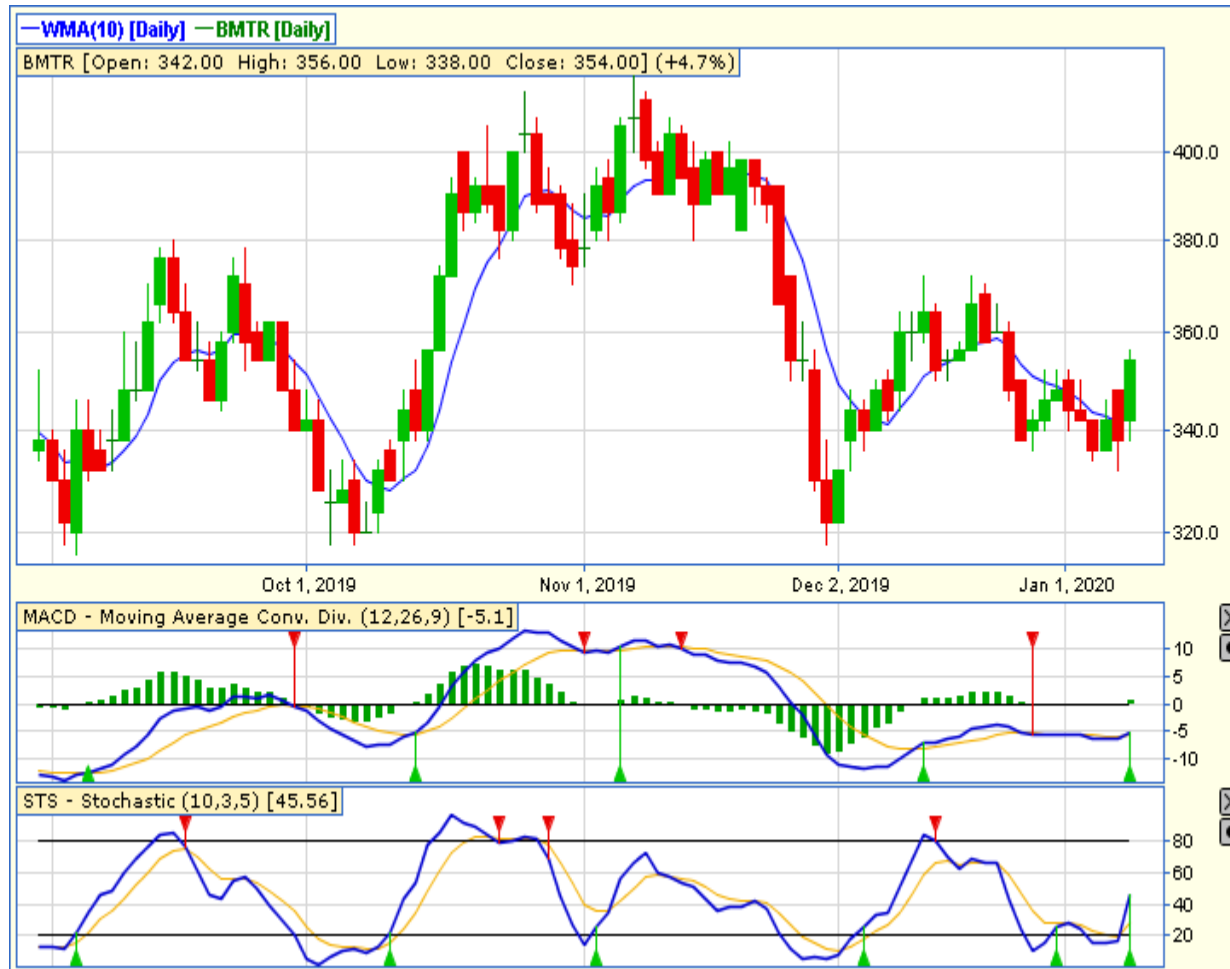 WMA(10) [Daily] BMTR [Daily]
BMTR [Open: 342.00 High: 356.00 Low: 338.00 Close: 354.00] (+4.7%)
400.0
380.0
360.0
340.0
320.0
Oct 1, 2019 Nov 1, 2019 Dec 2, 2019 Jan 1, 2020
MACD - Moving Average Conv. Div. (12,26,9) [-5.1]
10
5
0
-5
-10
STS - Stochastic (10,3,5) [45.56]
80
60
40
20